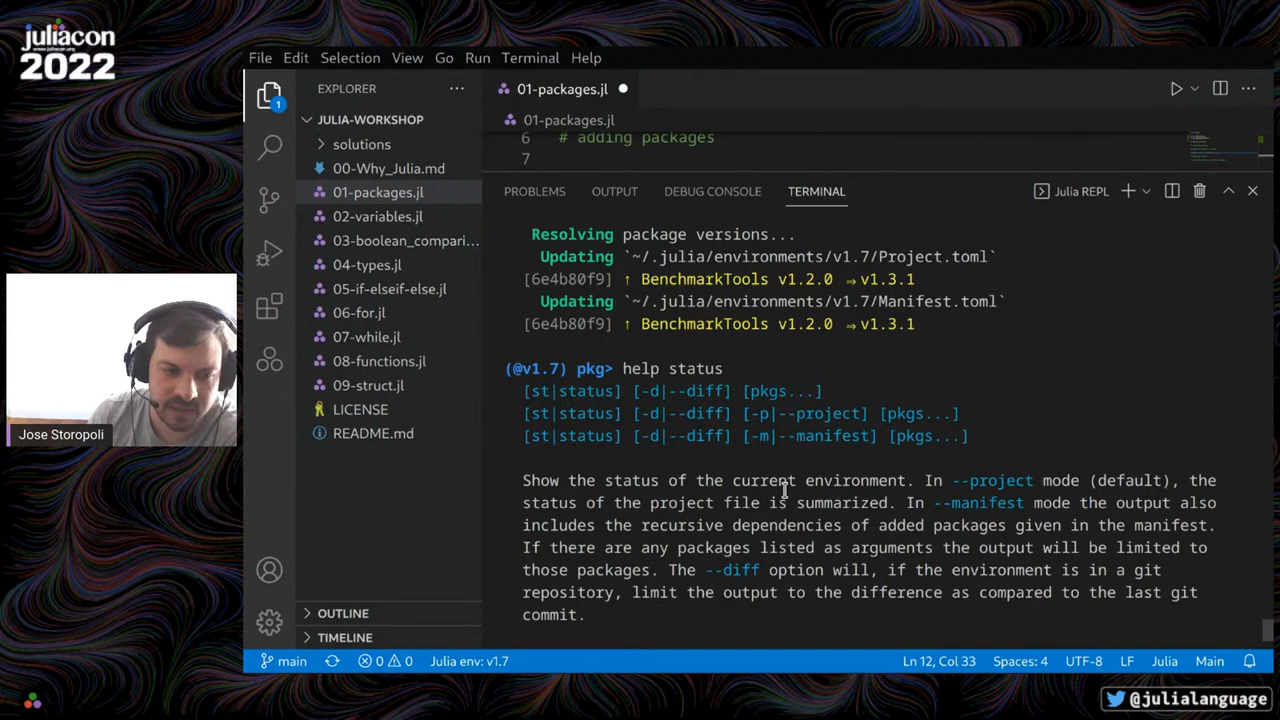 juliacon
www.juliacon.org
2022
File Edit Selection View Go Run Terminal Help
EXPLORER
JULIA-WORKSHOP
solutions
00-Why_Julia.md
01-packages.jl
02-variables.jl
03-boolean_compari...
04-types.jl
05-if-elseif-else.jl
06-for.jl
07-while.jl
08-functions.jl
09-struct.jl
LICENSE
README.md
OUTLINE
TIMELINE
1
01-packages.jl
01-packages.jl
6 # adding packages
7
PROBLEMS OUTPUT DEBUG CONSOLE TERMINAL Julia REPL
Resolving package versions...
Updating `~/.julia/environments/v1.7/Project.toml`
[6e4b80f9] ↑ BenchmarkTools v1.2.0 ⇒ v1.3.1
Updating `~/.julia/environments/v1.7/Manifest.toml`
[6e4b80f9] ↑ BenchmarkTools v1.2.0 ⇒ v1.3.1
(@v1.7) pkg> help status
[st|status] [-d|--diff] [pkgs...]
[st|status] [-d|--diff] [-p|--project] [pkgs...]
[st|status] [-d|--diff] [-m|--manifest] [pkgs...]
Show the status of the current environment. In --project mode (default), the
status of the project file is summarized. In --manifest mode the output also
includes the recursive dependencies of added packages given in the manifest.
If there are any packages listed as arguments the output will be limited to
those packages. The --diff option will, if the environment is in a git
repository, limit the output to the difference as compared to the last git
commit.
Jose Storopoli
main 0 0 Julia env: v1.7 Ln 12, Col 33 Spaces: 4 UTF-8 LF Julia Main
@julialanguage